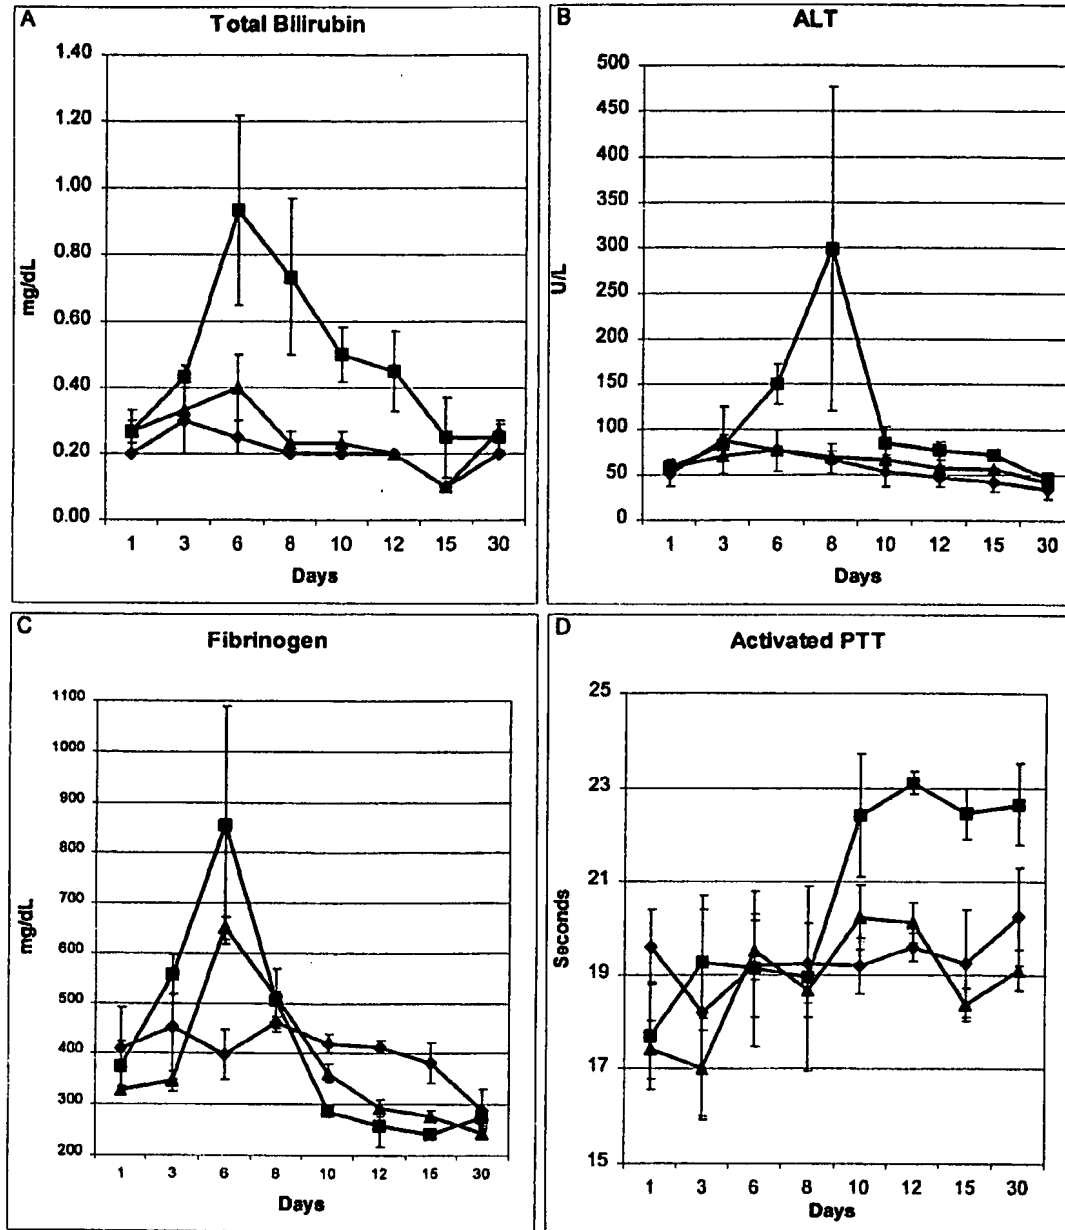 A
Total Bilirubin
1.40
1.20
1.00
0.80
0.60
0.40
0.20
0.00
mg/dL
1 3 6 8 10 12 15 30
Days
B
ALT
500
450
400
350
300
250
200
150
100
50
0
U/L
1 3 6 8 10 12 15 30
Days
C
Fibrinogen
1100
1000
900
800
700
600
500
400
300
200
mg/dL
1 3 6 8 10 12 15 30
Days
D
Activated PTT
25
23
21
19
17
15
Seconds
1 3 6 8 10 12 15 30
Days